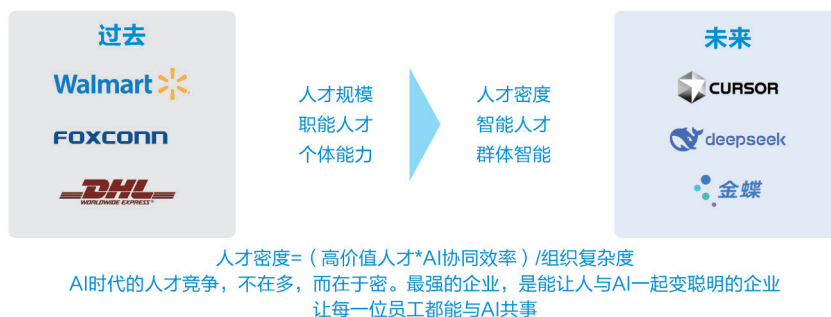 过去
Walmart
FOXCONN
DHL
WORLDWIDE EXPRESS®
人才规模
职能人才
个体能力
人才密度
智能人才
群体智能
未来
CURSOR
deepseek
金蝶
人才密度=（高价值人才*AI协同效率）/组织复杂度
AI时代的人才竞争，不在多，而在于密。最强的企业，是能让人与AI一起变聪明的企业
让每一位员工都能与AI共事